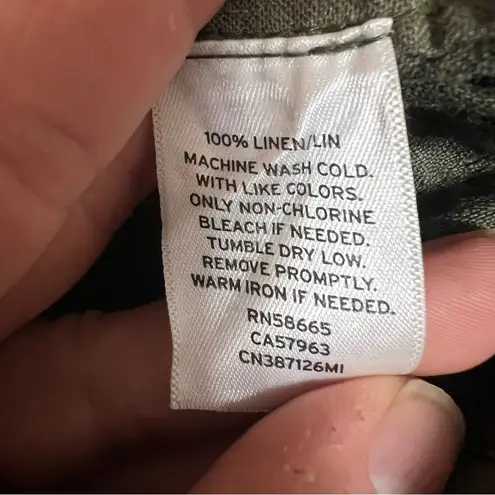 100% LINEN/LIN
MACHINE WASH COLD.
WITH LIKE COLORS.
ONLY NON-CHLORINE
BLEACH IF NEEDED.
TUMBLE DRY LOW.
REMOVE PROMPTLY.
WARM IRON IF NEEDED.
RN58665
CA57963
CN387126MI